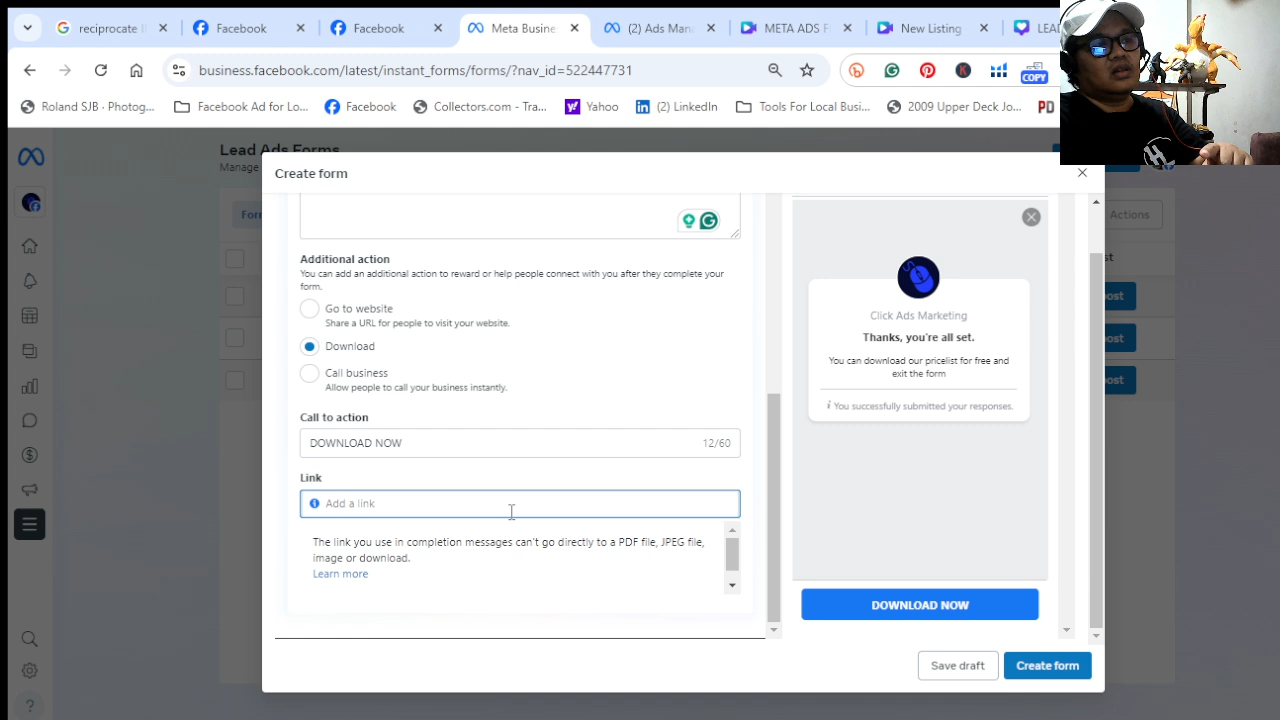 reciprocate
Facebook
Facebook
Meta Busine
(2) Ads Man
META ADS F
New Listing
LEAD
business.facebook.com/latest/instant_forms/forms/?nav_id=522447731
COPY
Roland SJB - Photog...
Facebook Ad for Lo...
Facebook
Collectors.com - Tra...
Yahoo
(2) LinkedIn
Tools For Local Busi...
2009 Upper Deck Jo...
PD
Lead Ads Forms
Manage
Create form
Form
Actions
Additional action
You can add an additional action to reward or help people connect with you after they complete your
form.
Go to website
Share a URL for people to visit your website.
Download
Call business
Allow people to call your business instantly.
Call to action
DOWNLOAD NOW
12/60
Link
Add a link
The link you use in completion messages can't go directly to a PDF file, JPEG file,
image or download.
Learn more
Click Ads Marketing
Thanks, you're all set.
You can download our pricelist for free and
exit the form
You successfully submitted your responses.
DOWNLOAD NOW
Save draft
Create form